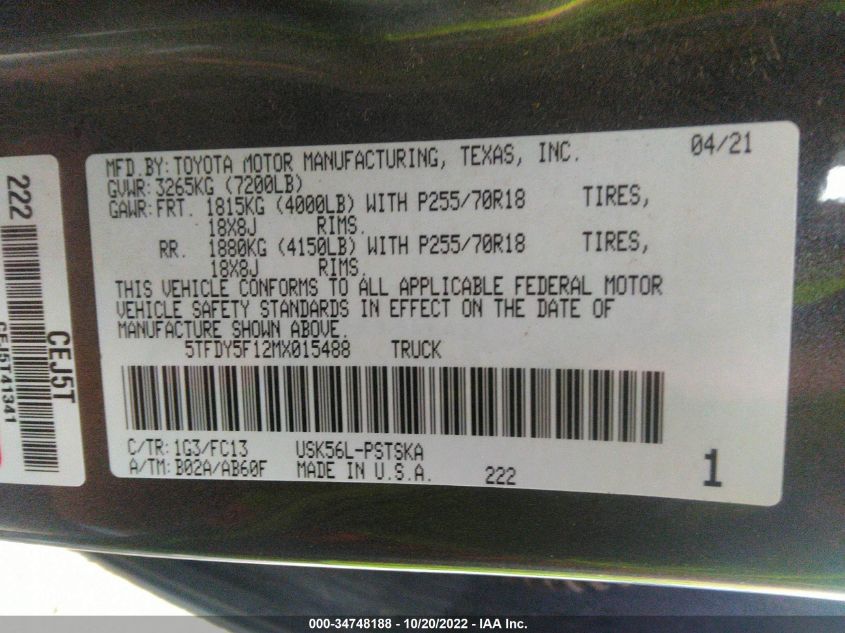 MFD.BY: TOYOTA MOTOR MANUFACTURING, TEXAS, INC. 04/21
GVWR: 3265KG (7200LB)
GAWR: FRT. 1815KG (4000LB) WITH P255/70R18 TIRES,
18X8J RIMS.
RR. 1880KG (4150LB) WITH P255/70R18 TIRES,
18X8J RIMS.
THIS VEHICLE CONFORMS TO ALL APPLICABLE FEDERAL MOTOR
VEHICLE SAFETY STANDARDS IN EFFECT ON THE DATE OF
MANUFACTURE SHOWN ABOVE.
5TFDY5F12MX015488 TRUCK
C/TR: 1G3/FC13 USK56L-PSTSKA
A/TM: B02A/AB60F MADE IN U.S.A. 222 1
222
CEJ5T
CEJ5T41341
000-34748188 - 10/20/2022 - IAA Inc.